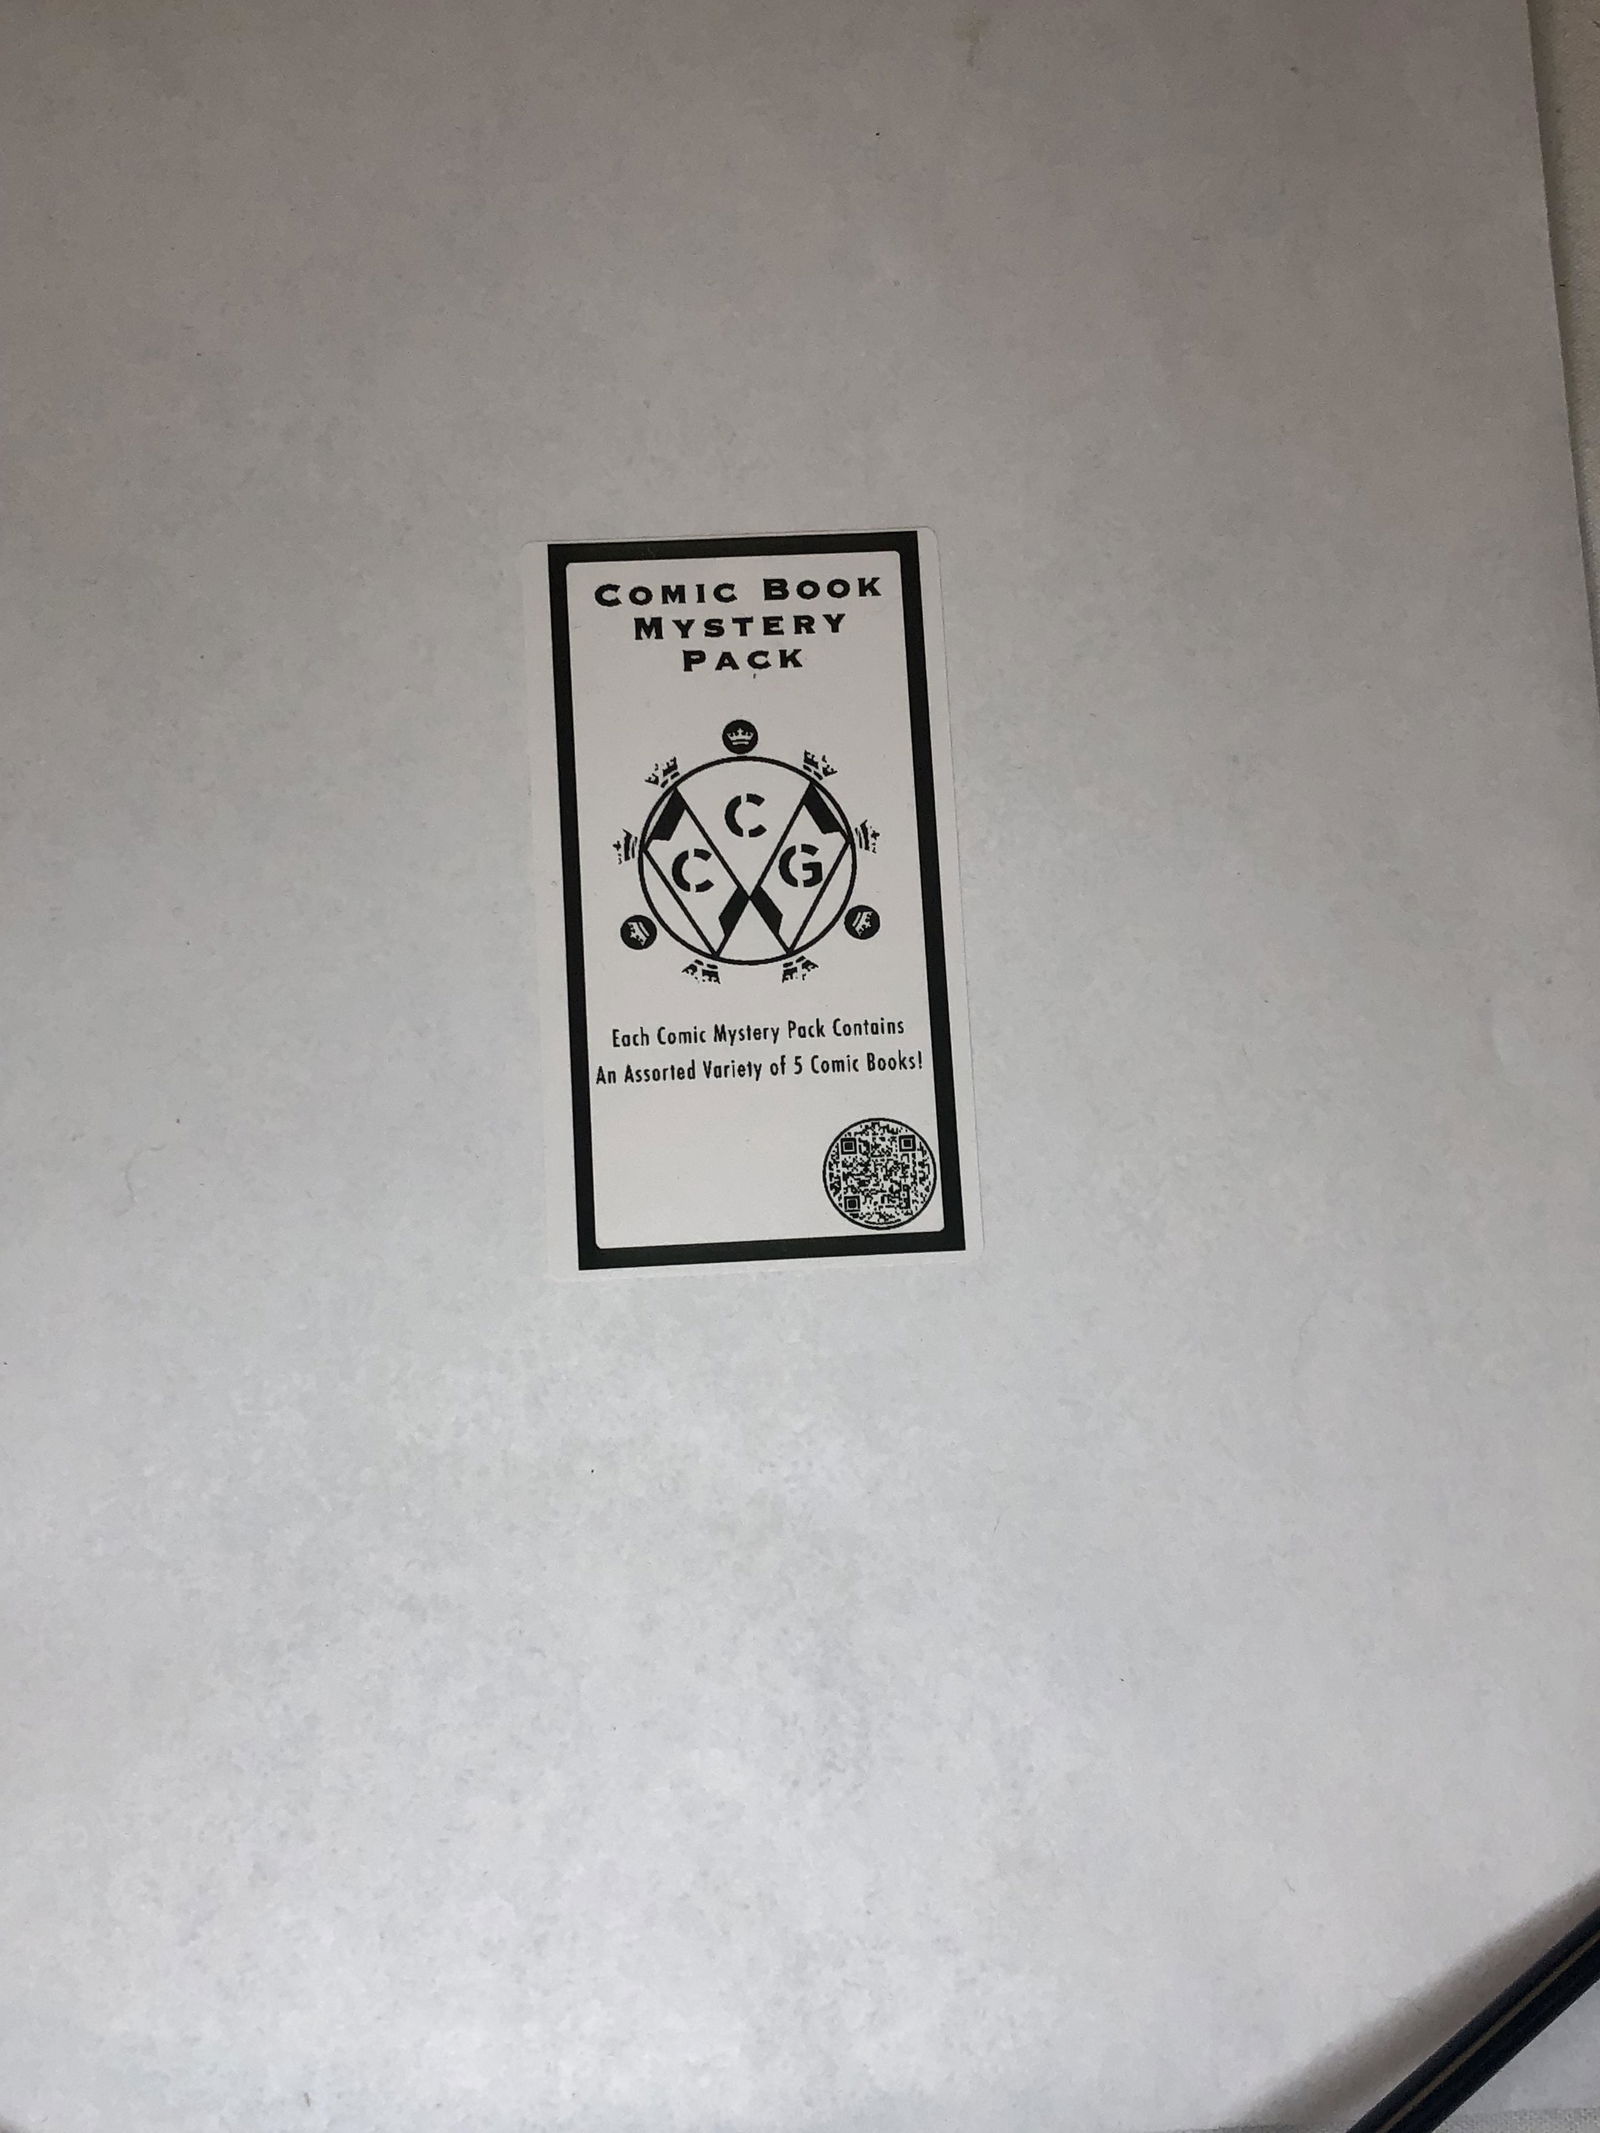 Comic Book
Mystery
Pack
C
C G
Each Comic Mystery Pack Contains
An Assorted Variety of 5 Comic Books!